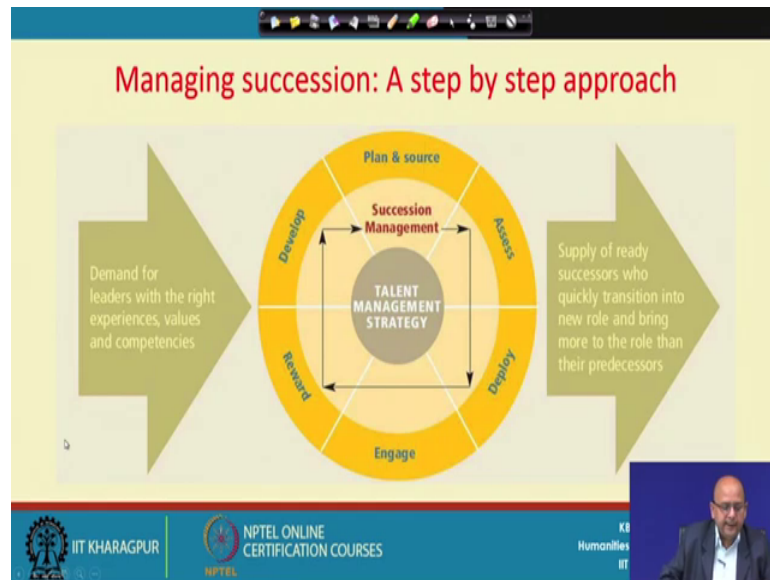 Managing succession: A step by step approach
Demand for
leaders with the right
experiences, values
and competencies
Plan & source
Develop
Succession
Management
Assess
TALENT
MANAGEMENT
STRATEGY
Reward
Deploy
Engage
Supply of ready
successors who
quickly transition into
new role and bring
more to the role than
their predecessors
IIT KHARAGPUR
NPTEL
NPTEL ONLINE
CERTIFICATION COURSES
KB
Humanities
IIT